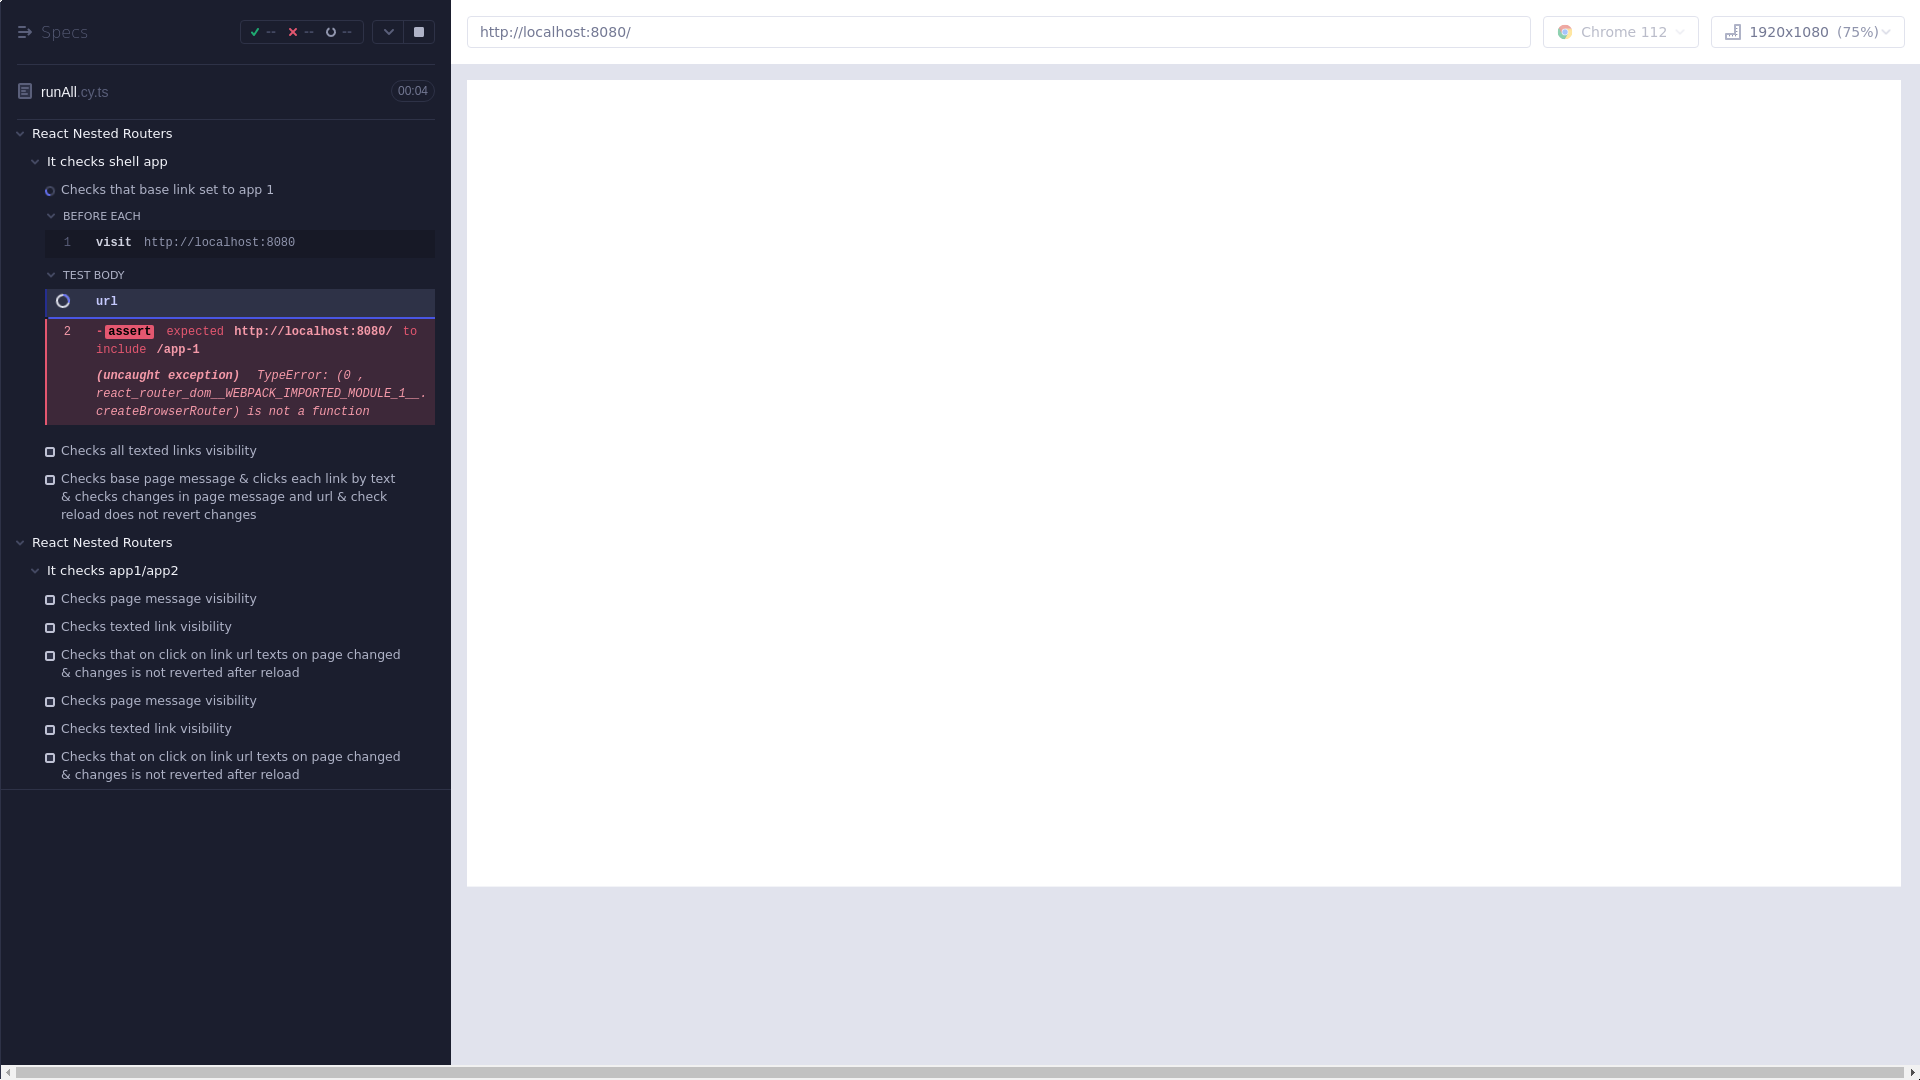 Specs
-- -- --
http://localhost:8080/
Chrome 112
1920x1080 (75%)
runAll.cy.ts
00:04
React Nested Routers
It checks shell app
Checks that base link set to app 1
BEFORE EACH
1 visit http://localhost:8080
TEST BODY
url
2 -assert expected http://localhost:8080/ to
include /app-1
(uncaught exception) TypeError: (0 ,
react_router_dom__WEBPACK_IMPORTED_MODULE_1__.
createBrowserRouter) is not a function
Checks all texted links visibility
Checks base page message & clicks each link by text
& checks changes in page message and url & check
reload does not revert changes
React Nested Routers
It checks app1/app2
Checks page message visibility
Checks texted link visibility
Checks that on click on link url texts on page changed
& changes is not reverted after reload
Checks page message visibility
Checks texted link visibility
Checks that on click on link url texts on page changed
& changes is not reverted after reload